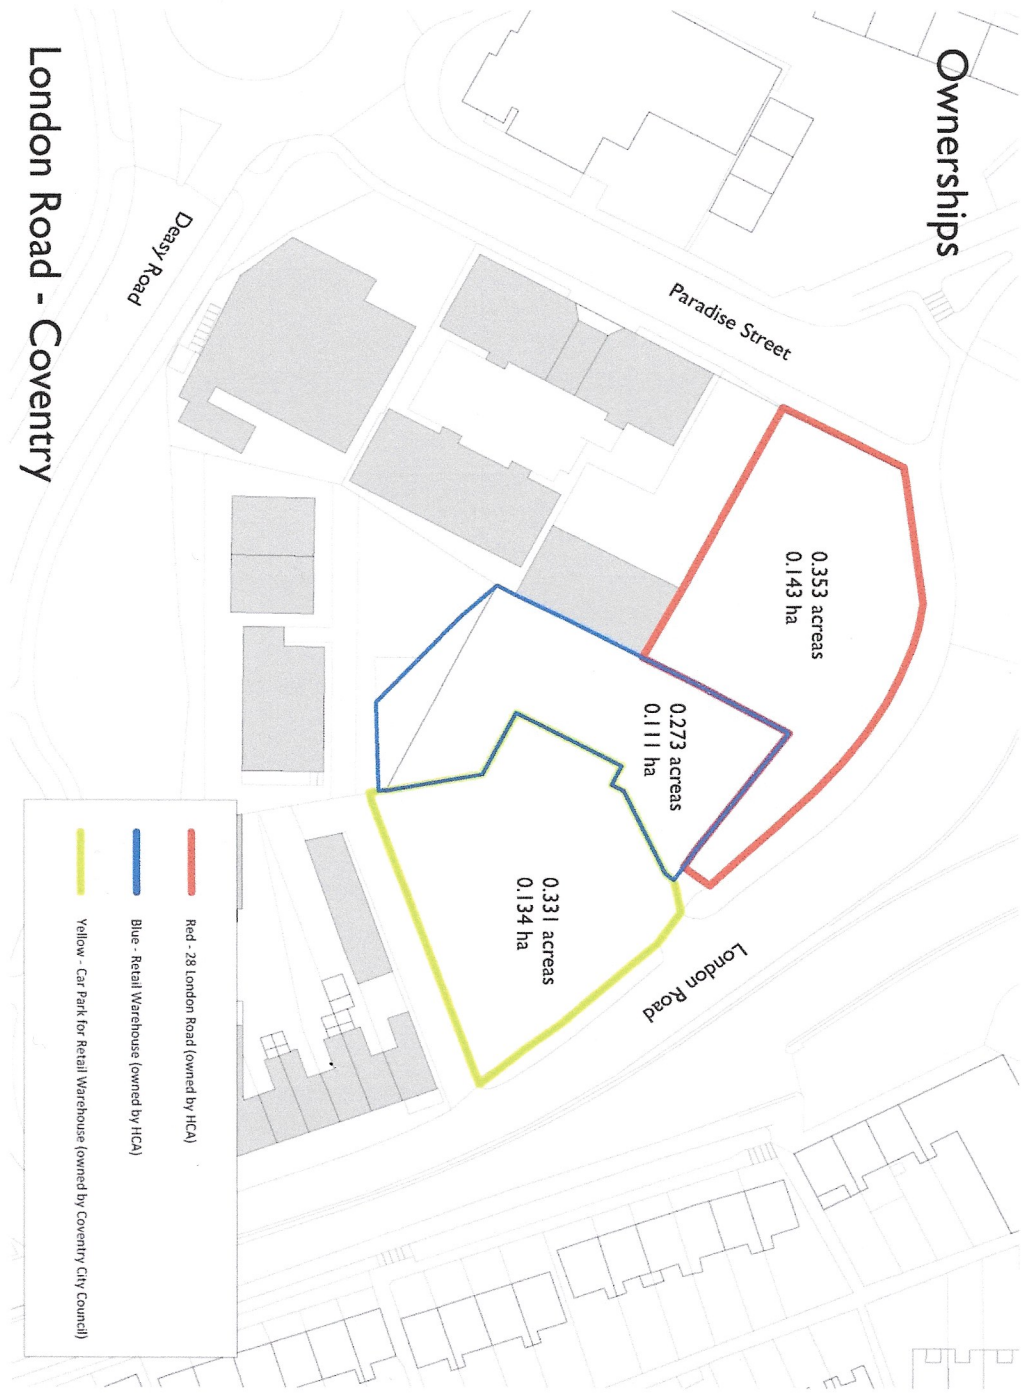 Ownerships
Paradise Street
Deasy Road
London Road
0.353 acreas
0.143 ha
0.273 acreas
0.111 ha
0.331 acreas
0.134 ha
London Road - Coventry
Red - 28 London Road (owned by HCA)
Blue - Retail Warehouse (owned by HCA)
Yellow - Car Park for Retail Warehouse (owned by Coventry City Council)